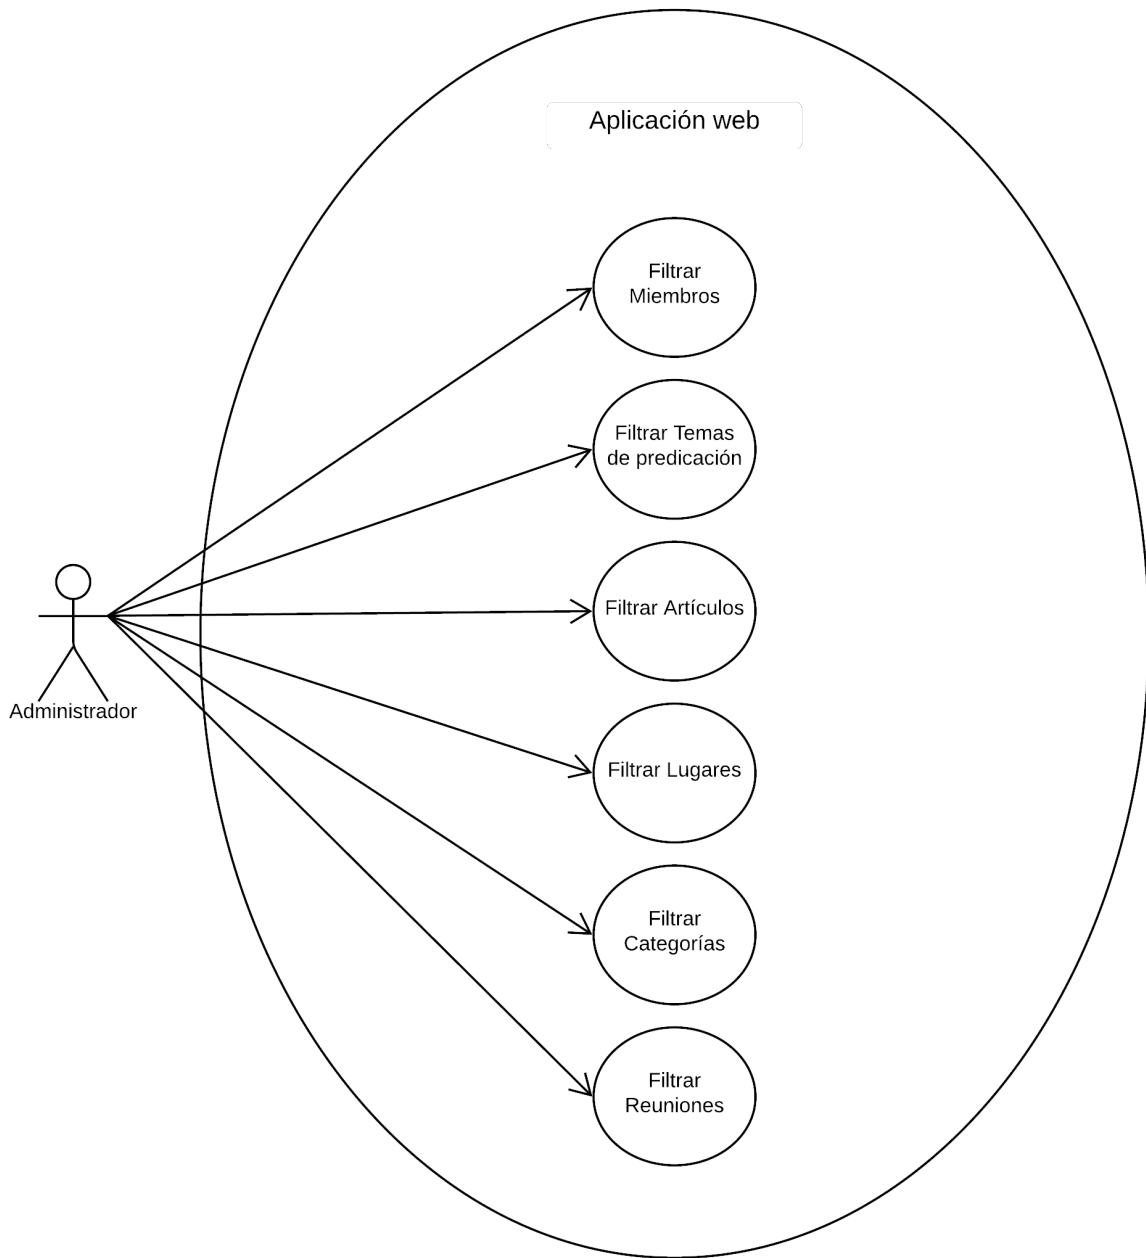 Aplicación web
Filtrar
Miembros
Filtrar Temas
de predicación
Filtrar Artículos
Administrador
Filtrar Lugares
Filtrar
Categorías
Filtrar
Reuniones